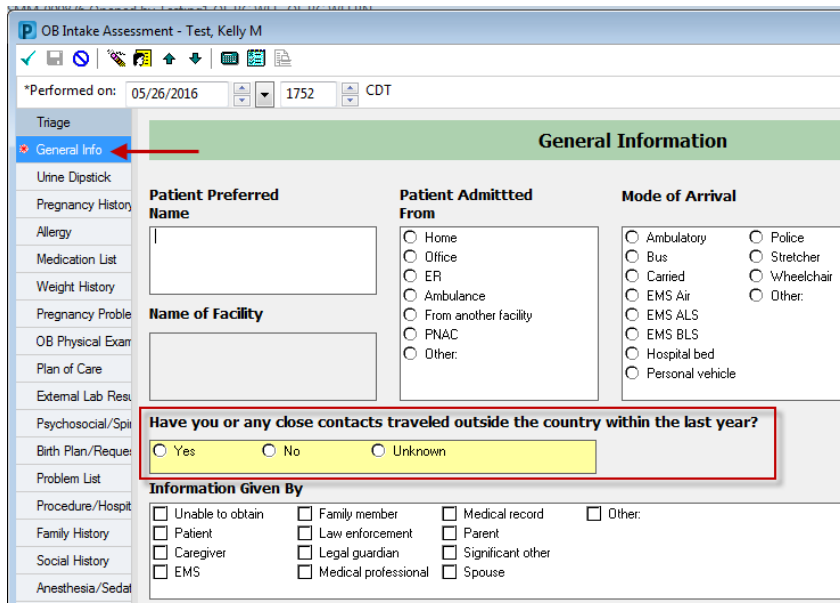 OB Intake Assessment - Test, Kelly M
*Performed on: 05/26/2016 1752 CDT
Triage
General Info
Urine Dipstick
Pregnancy History
Allergy
Medication List
Weight History
Pregnancy Proble
OB Physical Exam
Plan of Care
External Lab Resu
Psychosocial/Spi
Birth Plan/Reque
Problem List
Procedure/Hospit
Family History
Social History
Anesthesia/Sedat
General Information
Patient Preferred
Name
Name of Facility
Patient Admittted
From
Home
Office
ER
Ambulance
From another facility
PNAC
Other:
Mode of Arrival
Ambulatory
Bus
Carried
EMS Air
EMS ALS
EMS BLS
Hospital bed
Personal vehicle
Police
Stretcher
Wheelchair
Other:
Have you or any close contacts traveled outside the country within the last year?
Yes No Unknown
Information Given By
Unable to obtain Family member Medical record Other:
Patient Law enforcement Parent
Caregiver Legal guardian Significant other
EMS Medical professional Spouse